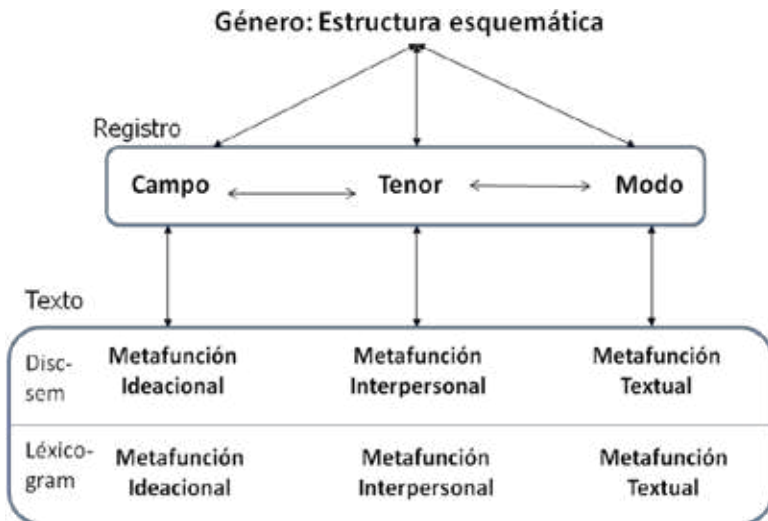 Género: Estructura esquemática
Registro
Campo Tenor Modo
Texto
Disc-
sem
Metafunción
Ideacional
Metafunción
Interpersonal
Metafunción
Textual
Léxico-
gram
Metafunción
Ideacional
Metafunción
Interpersonal
Metafunción
Textual